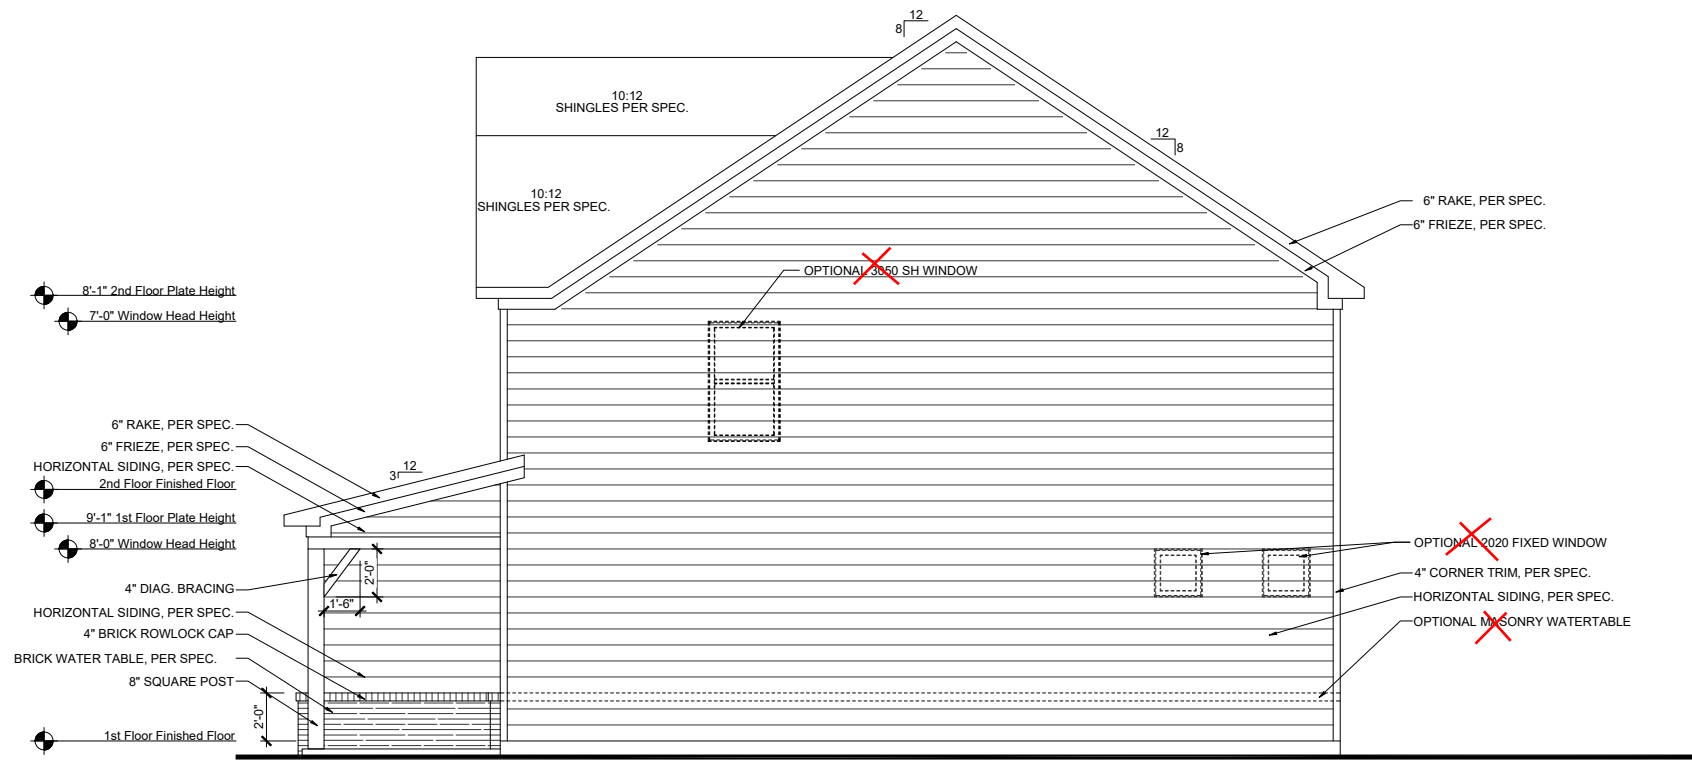 12
8
10:12
SHINGLES PER SPEC.
12
8
10:12
SHINGLES PER SPEC.
6" RAKE, PER SPEC.
6" FRIEZE, PER SPEC.
OPTIONAL 3050 SH WINDOW
8'-1" 2nd Floor Plate Height
7'-0" Window Head Height
6" RAKE, PER SPEC.
6" FRIEZE, PER SPEC.
HORIZONTAL SIDING, PER SPEC.
12
3
2nd Floor Finished Floor
9'-1" 1st Floor Plate Height
8'-0" Window Head Height
OPTIONAL 2020 FIXED WINDOW
4" CORNER TRIM, PER SPEC.
2'-0"
4" DIAG. BRACING
1'-6"
HORIZONTAL SIDING, PER SPEC.
HORIZONTAL SIDING, PER SPEC.
OPTIONAL MASONRY WATERTABLE
4" BRICK ROWLOCK CAP
BRICK WATER TABLE, PER SPEC.
8" SQUARE POST
2'-0"
1st Floor Finished Floor